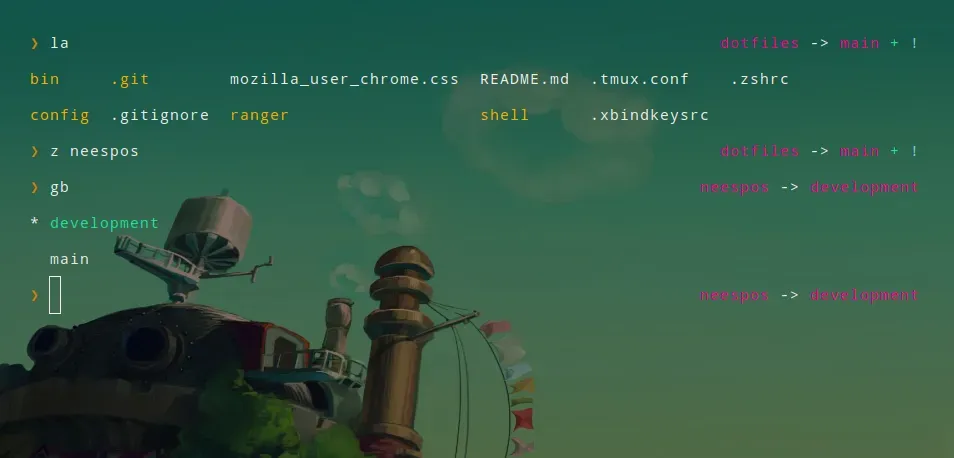 ❯ la dotfiles -> main + !
bin .git mozilla_user_chrome.css README.md .tmux.conf .zshrc
config .gitignore ranger shell .xbindkeysrc
❯ z neespos dotfiles -> main + !
❯ gb neespos -> development
* development
main
❯ neespos -> development